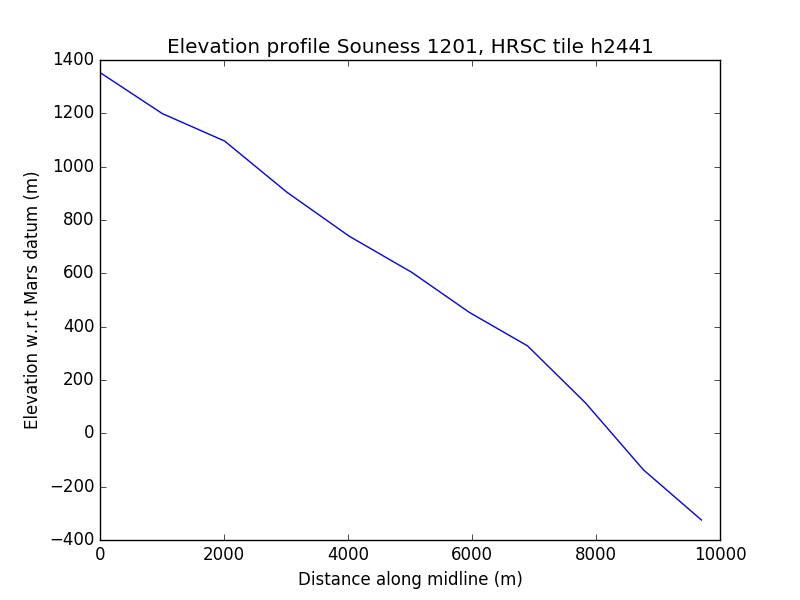 Elevation profile Souness 1201, HRSC tile h2441
1400
1200
1000
800
600
400
200
0
−200
−400
Elevation w.r.t Mars datum (m)
0 2000 4000 6000 8000 10000
Distance along midline (m)